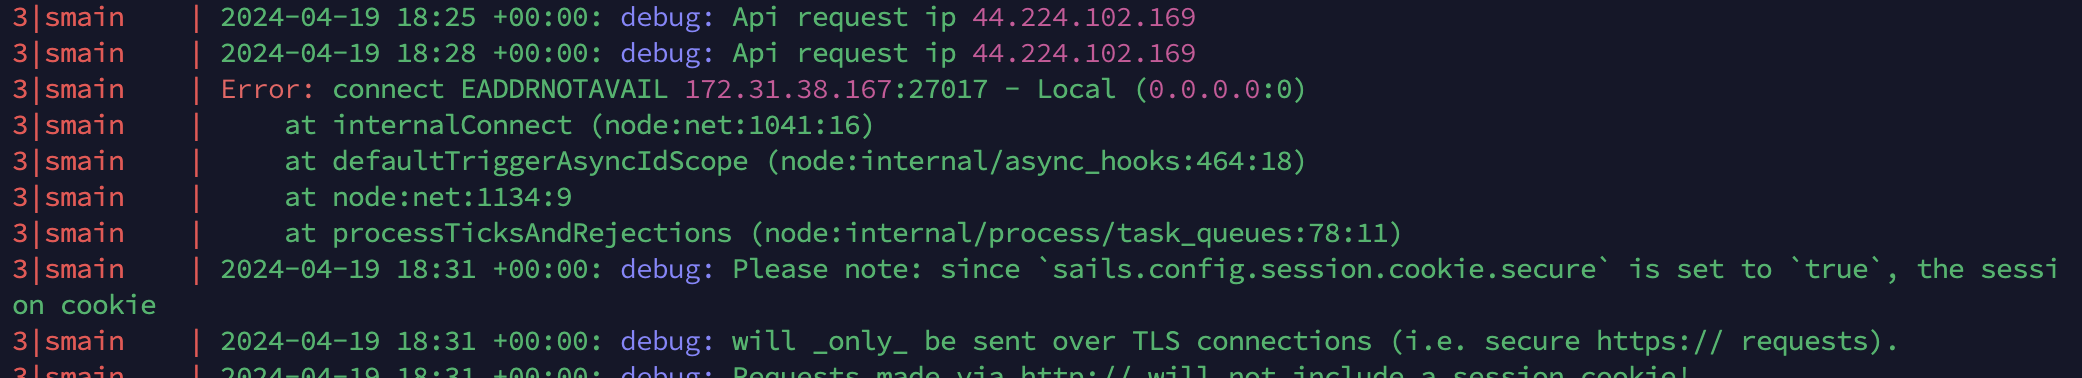 3|smain    | 2024-04-19 18:25 +00:00: debug: Api request ip 44.224.102.169
3|smain    | 2024-04-19 18:28 +00:00: debug: Api request ip 44.224.102.169
3|smain    | Error: connect EADDRNOTAVAIL 172.31.38.167:27017 - Local (0.0.0.0:0)
3|smain    |     at internalConnect (node:net:1041:16)
3|smain    |     at defaultTriggerAsyncIdScope (node:internal/async_hooks:464:18)
3|smain    |     at node:net:1134:9
3|smain    |     at processTicksAndRejections (node:internal/process/task_queues:78:11)
3|smain    | 2024-04-19 18:31 +00:00: debug: Please note: since `sails.config.session.cookie.secure` is set to `true`, the sessi
on cookie
3|smain    | 2024-04-19 18:31 +00:00: debug: will _only_ be sent over TLS connections (i.e. secure https:// requests).
3|smain    | 2024-04-19 18:31 +00:00: debug: Requests made via http:// will not include a session cookie!